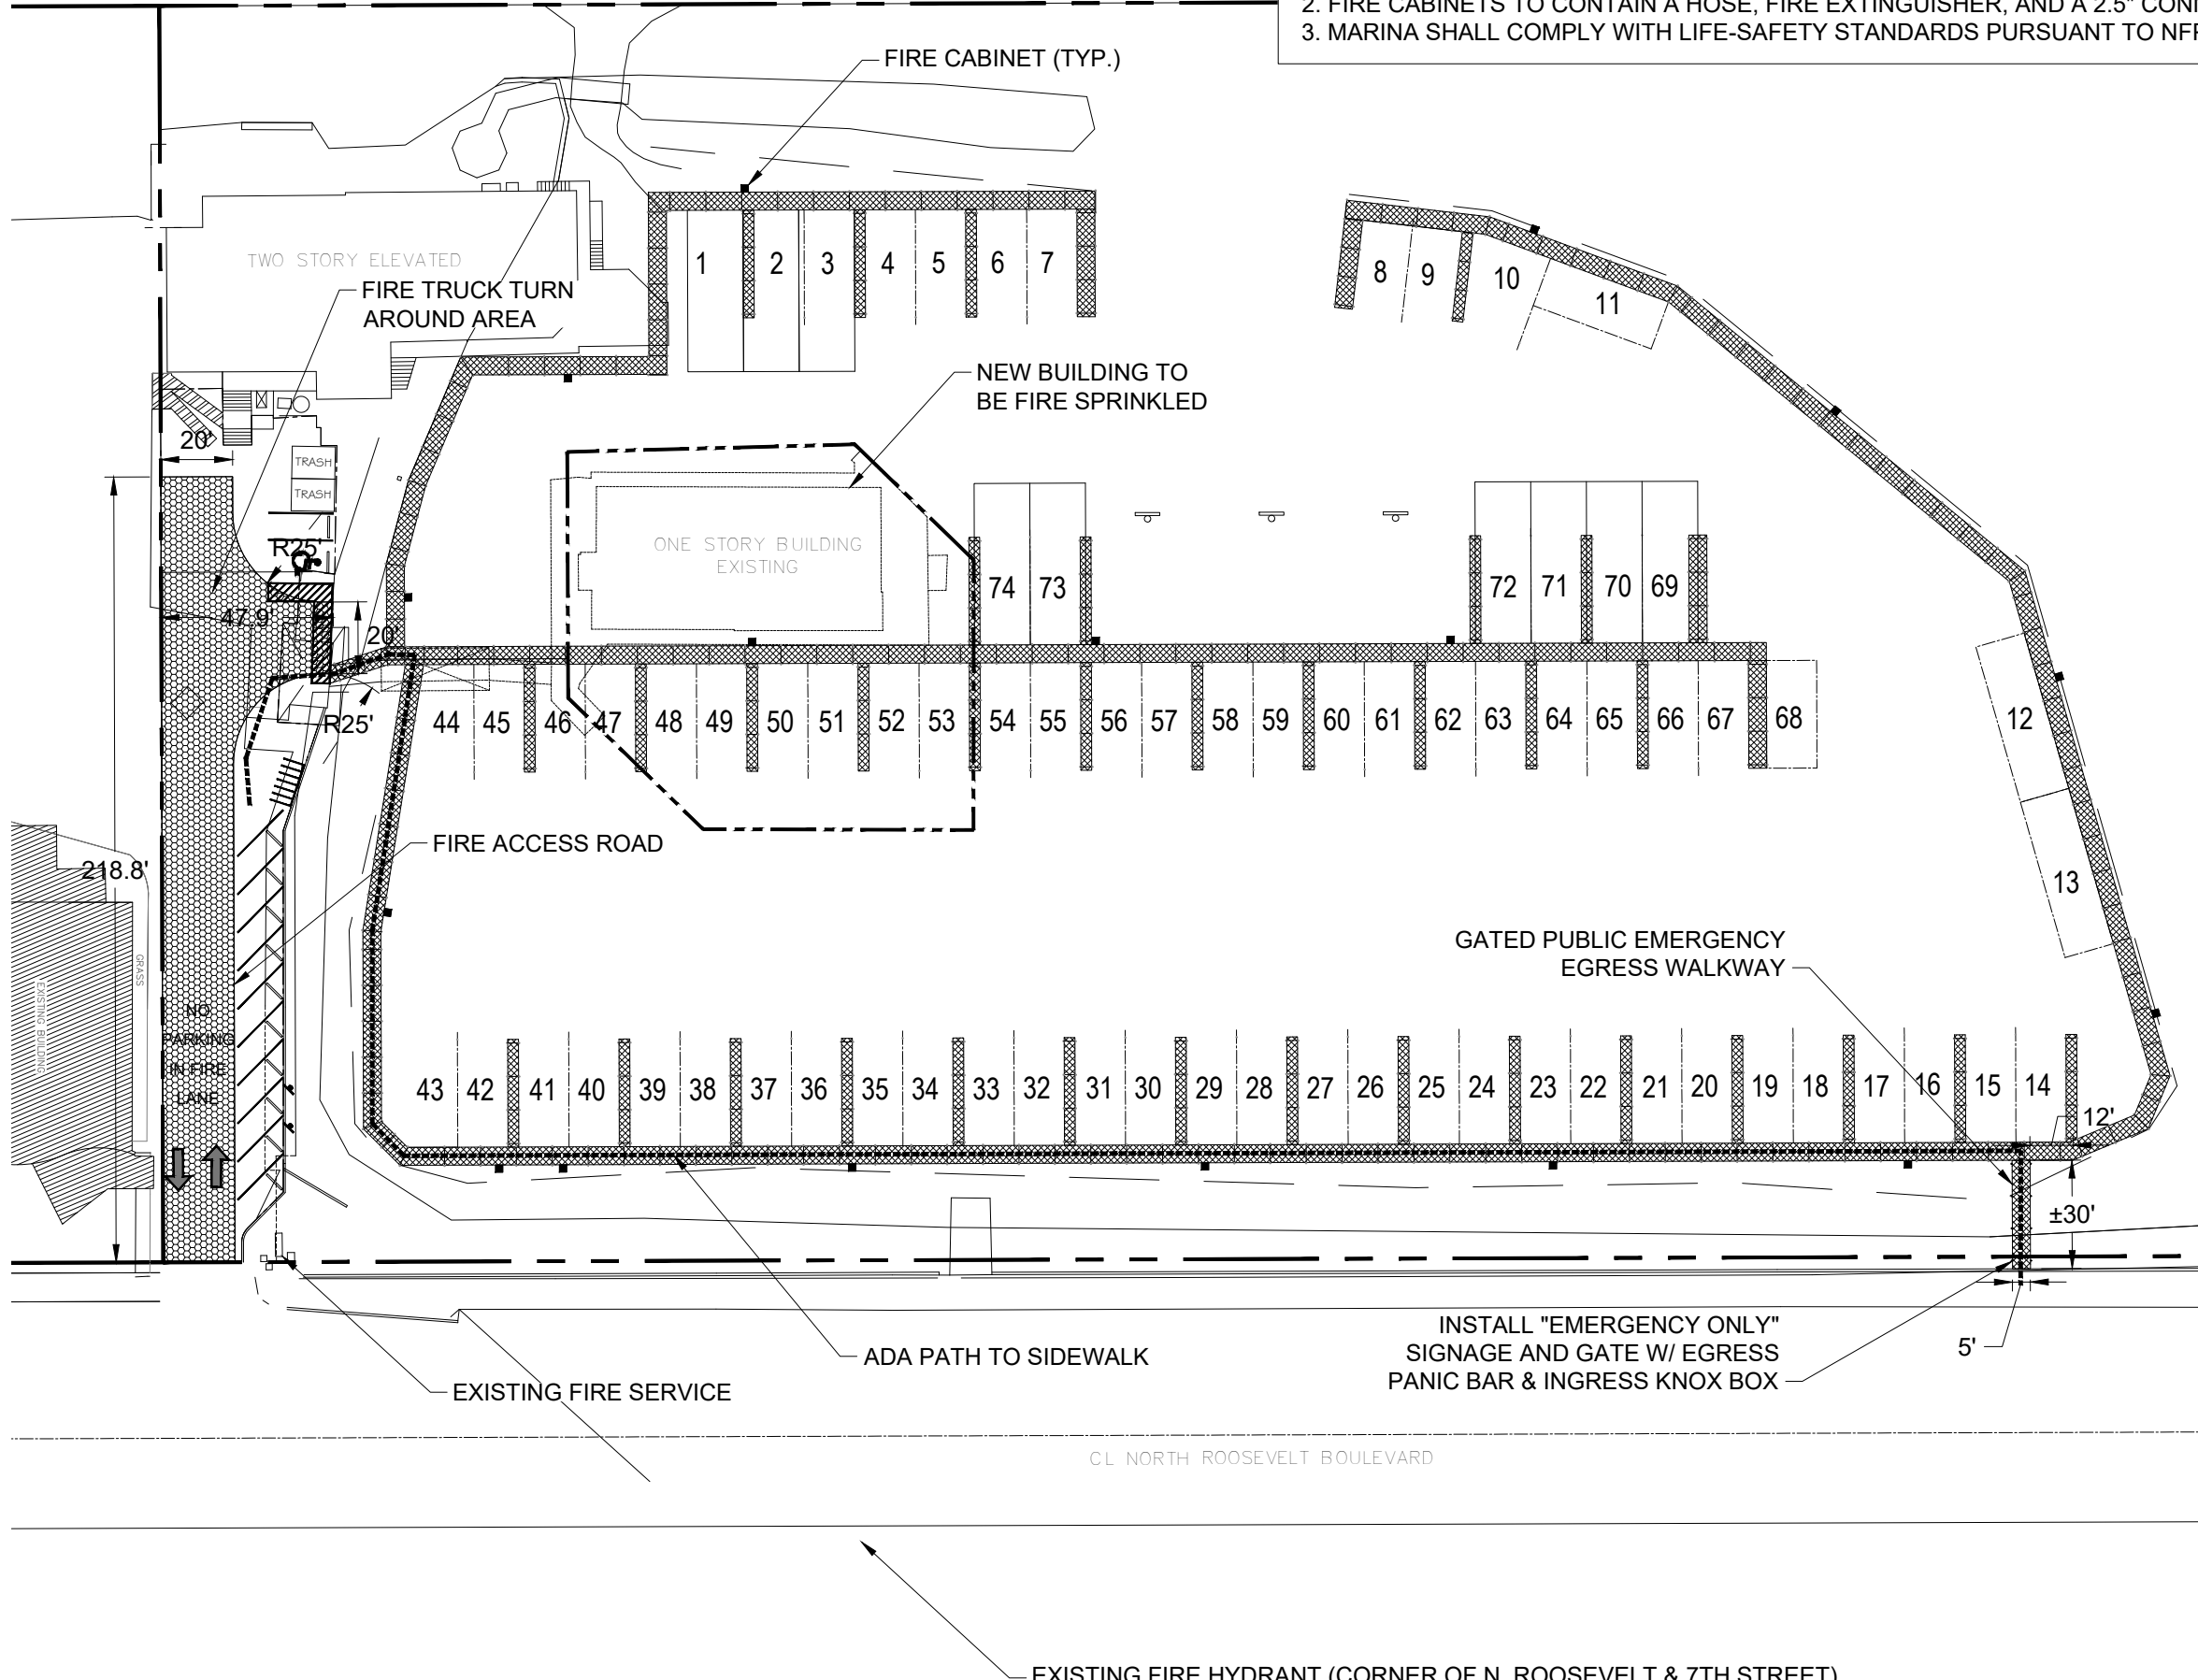 2. FIRE CABINETS TO CONTAIN A HOSE, FIRE EXTINGUISHER, AND A 2.5"
3. MARINA SHALL COMPLY WITH LIFE-SAFETY STANDARDS PURSUANT TO
FIRE CABINET (TYP.)
TWO STORY ELEVATED
FIRE TRUCK TURN
AROUND AREA
1 2 3 4 5 6 7
8 9 10 11
NEW BUILDING TO
BE FIRE SPRINKLED
20'
TRASH
TRASH
R25'
ONE STORY BUILDING
EXISTING
74 73
72 71 70 69
47.9'
20'
R25'
44 45 46 47 48 49 50 51 52 53 54 55 56 57 58 59 60 61 62 63 64 65 66 67 68
12
13
FIRE ACCESS ROAD
218.8'
GRASS
EXISTING BUILDING
NO
PARKING
IN FIRE
LANE
GATED PUBLIC EMERGENCY
EGRESS WALKWAY
43 42 41 40 39 38 37 36 35 34 33 32 31 30 29 28 27 26 25 24 23 22 21 20 19 18 17 16 15 14
12'
±30'
5'
ADA PATH TO SIDEWALK
EXISTING FIRE SERVICE
INSTALL "EMERGENCY ONLY"
SIGNAGE AND GATE W/ EGRESS
PANIC BAR & INGRESS KNOX BOX
CL NORTH ROOSEVELT BOULEVARD
EXISTING FIRE HYDRANT (CORNER OF N. ROOSEVELT & 7TH STREET)